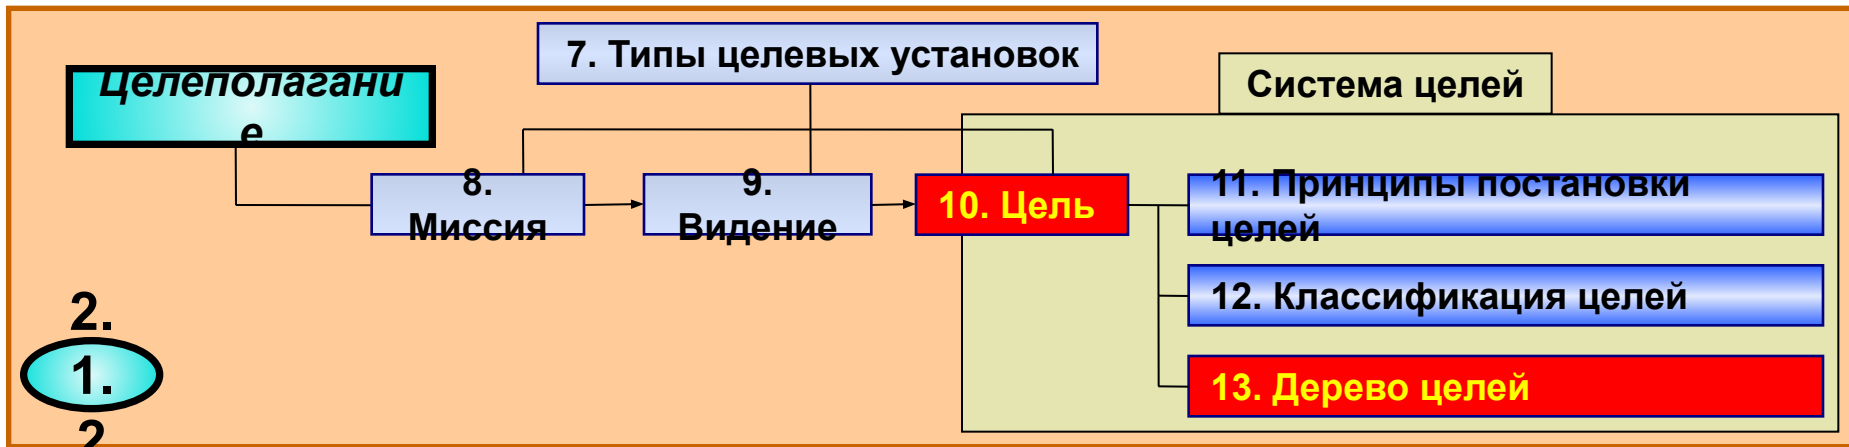 7. Типы целевых установок
Целеполагани
е
Система целей
8.
Миссия
9.
Видение
10. Цель
11. Принципы постановки
целей
12. Классификация целей
13. Дерево целей
2.
1.
2